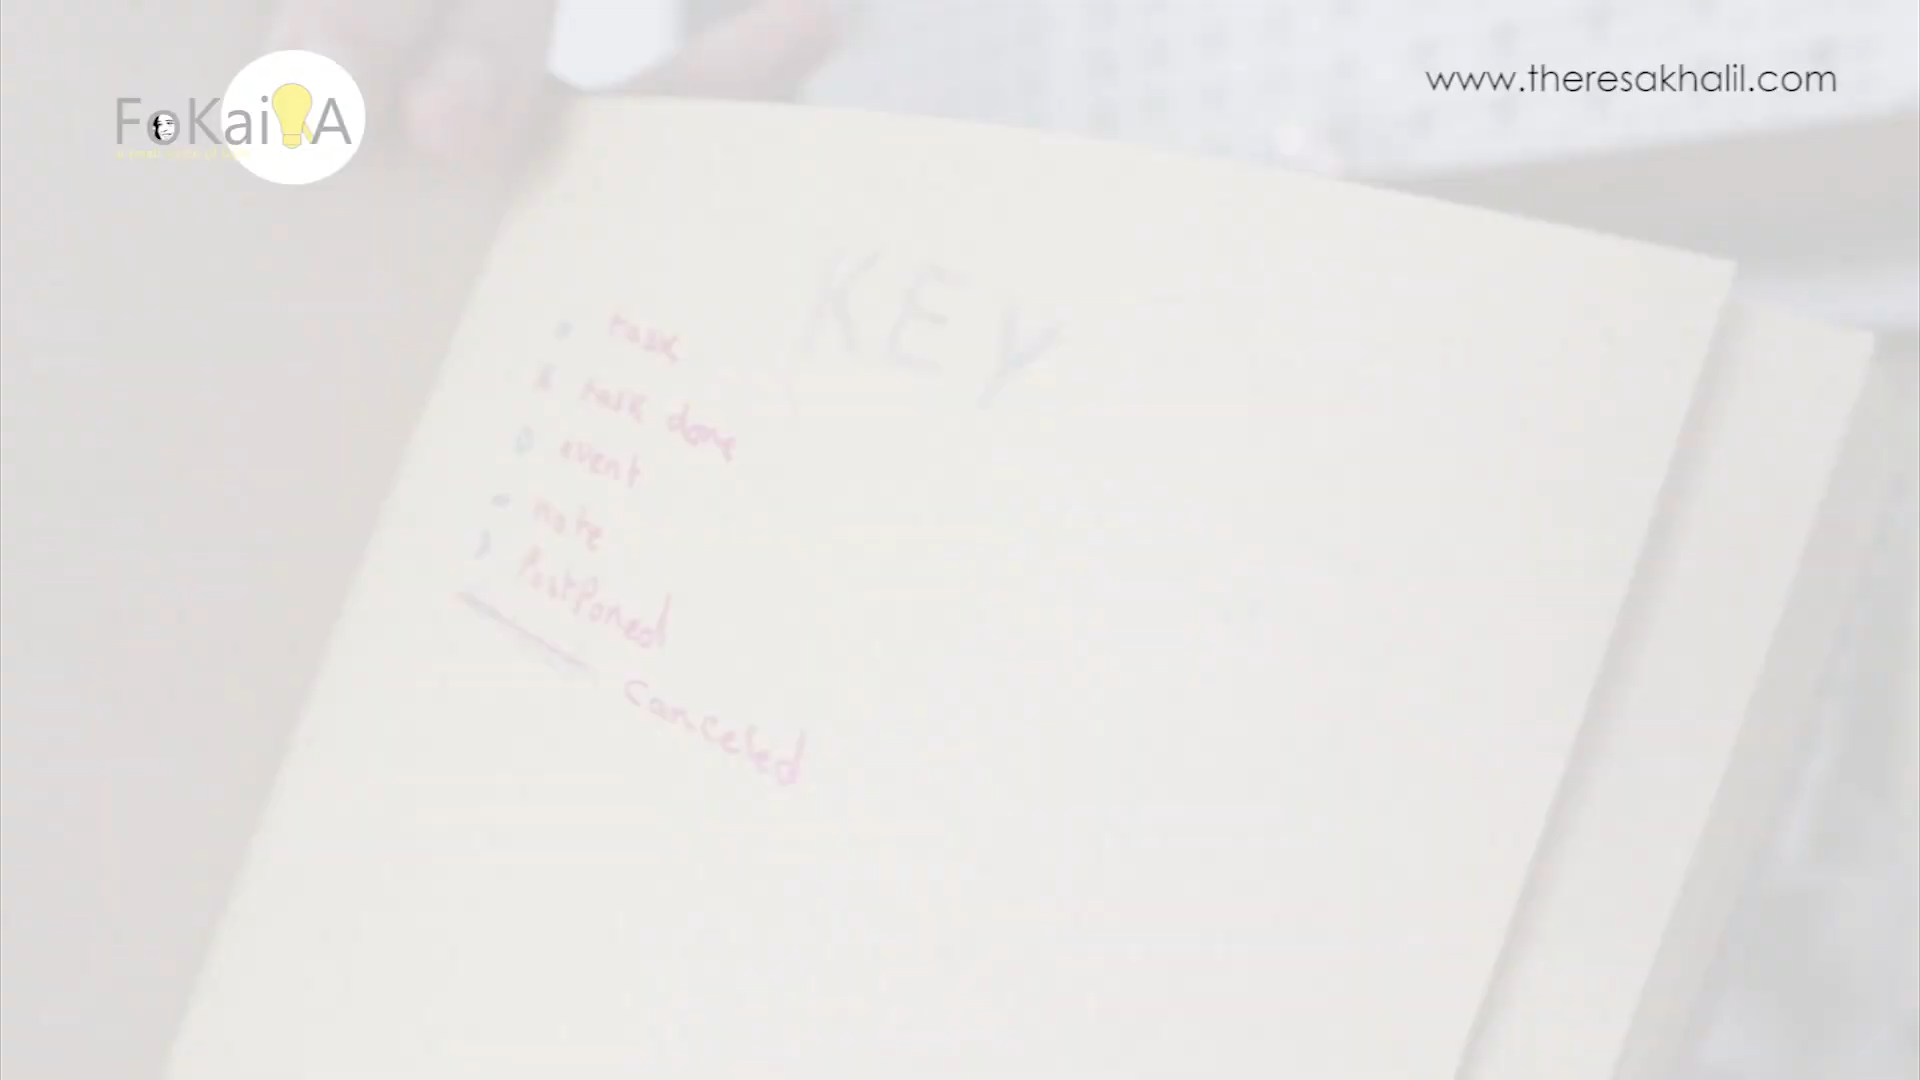 FoKaiA
www.theresakhalil.com
KEY
• task
x task done
o event
- note
> Postponed
canceled